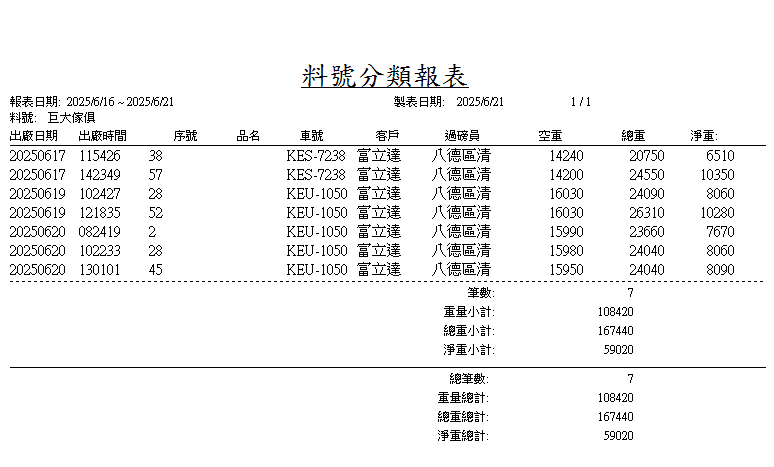 料號分類報表
報表日期: 2025/6/16 ~ 2025/6/21 製表日期: 2025/6/21 1 / 1
料號: 巨大傢俱
出廠日期 出廠時間 序號 品名 車號 客戶 過磅員 空重 總重 淨重:
20250617 115426 38 KES-7238 富立達 八德區清 14240 20750 6510
20250617 142349 57 KES-7238 富立達 八德區清 14200 24550 10350
20250619 102427 28 KEU-1050 富立達 八德區清 16030 24090 8060
20250619 121835 52 KEU-1050 富立達 八德區清 16030 26310 10280
20250620 082419 2 KEU-1050 富立達 八德區清 15990 23660 7670
20250620 102233 28 KEU-1050 富立達 八德區清 15980 24040 8060
20250620 130101 45 KEU-1050 富立達 八德區清 15950 24040 8090
筆數: 7
重量小計: 108420
總重小計: 167440
淨重小計: 59020
總筆數: 7
重量總計: 108420
總重總計: 167440
淨重總計: 59020